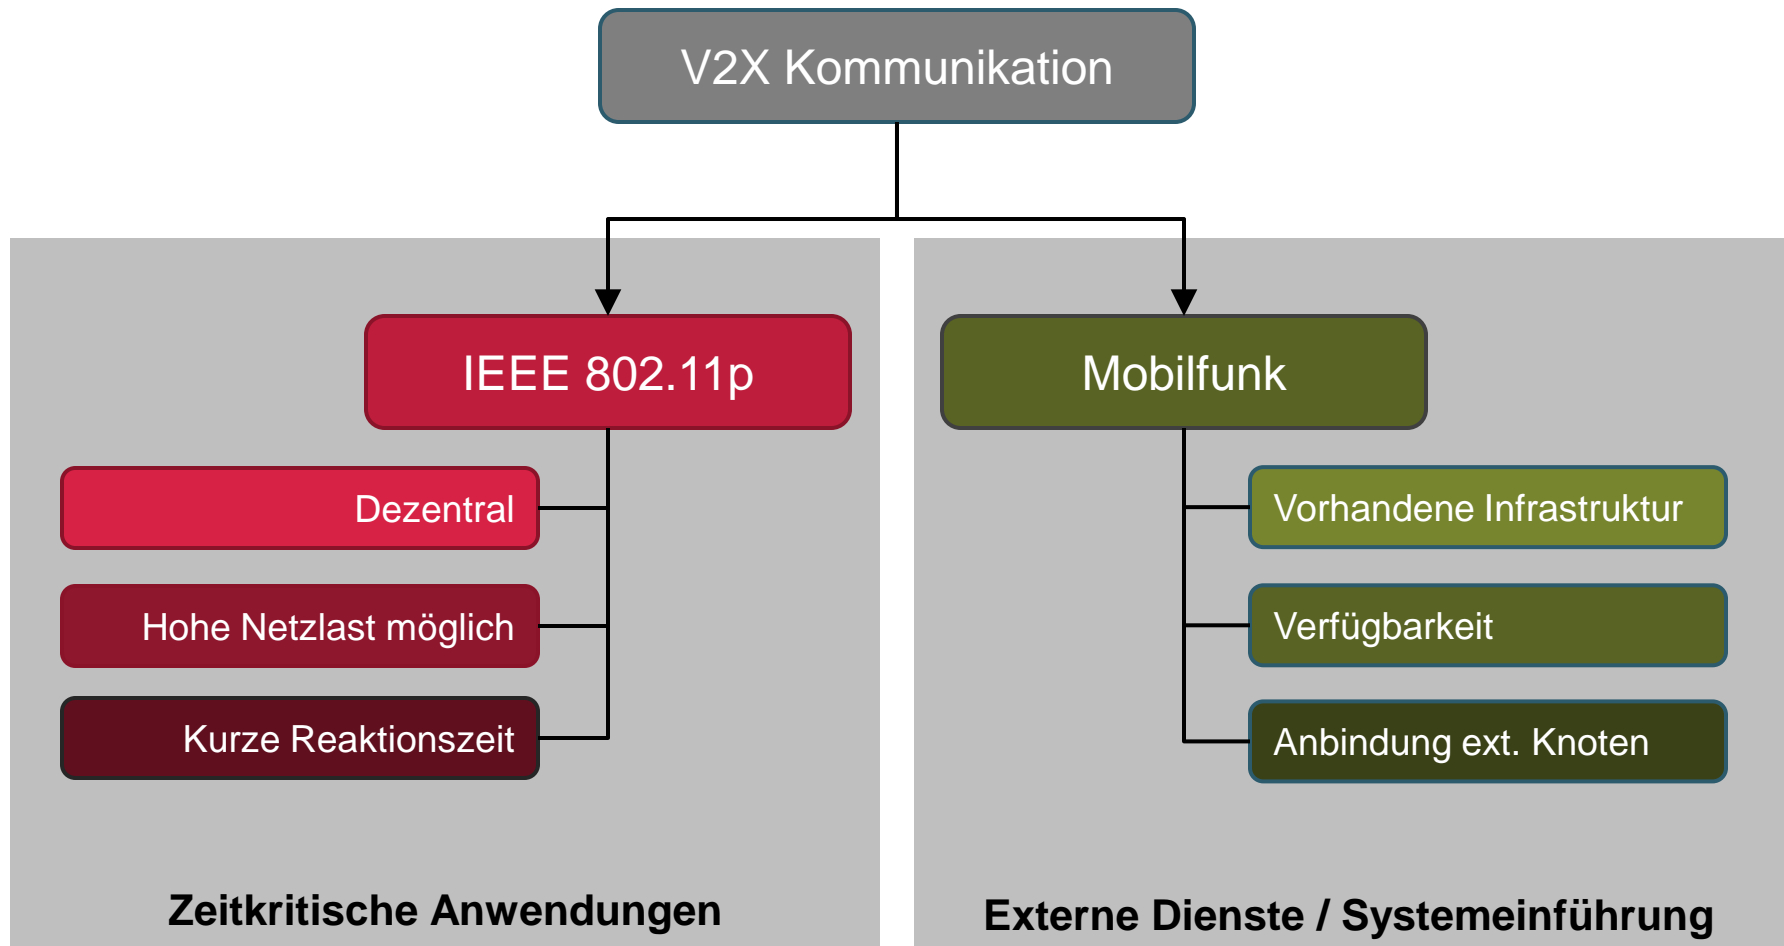 V2X Kommunikation
IEEE 802.11p
Dezentral
Hohe Netzlast möglich
Kurze Reaktionszeit
Zeitkritische Anwendungen
Mobilfunk
Vorhandene Infrastruktur
Verfügbarkeit
Anbindung ext. Knoten
Externe Dienste / Systemeinführung